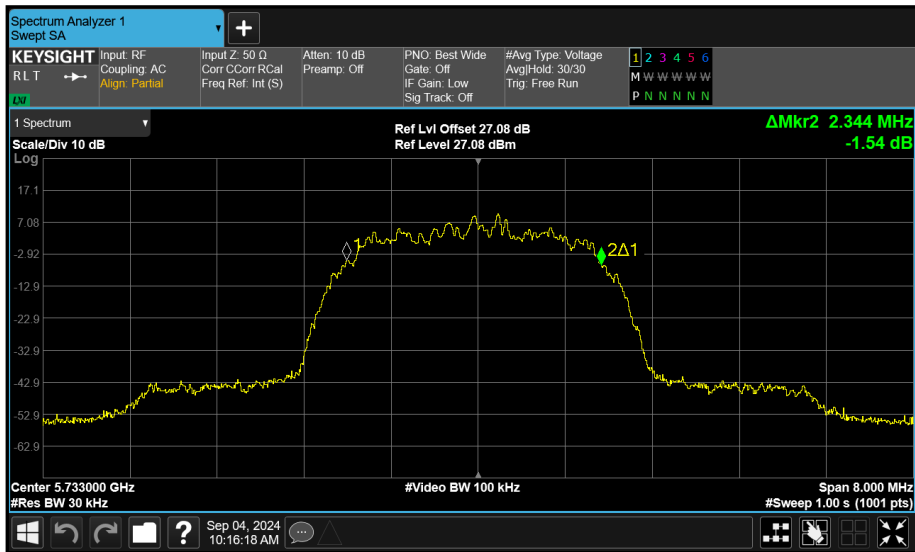 Spectrum Analyzer 1
Swept SA
KEYSIGHT
R L T
LXI
Input: RF
Coupling: AC
Align: Partial
Input Z: 50 Ω
Corr CCorr RCal
Freq Ref: Int (S)
Atten: 10 dB
Preamp: Off
PNO: Best Wide
Gate: Off
IF Gain: Low
Sig Track: Off
#Avg Type: Voltage
Avg|Hold: 30/30
Trig: Free Run
1 2 3 4 5 6
M W W W W W
P N N N N N
1 Spectrum
Scale/Div 10 dB
Ref Lvl Offset 27.08 dB
Ref Level 27.08 dBm
ΔMkr2 2.344 MHz
-1.54 dB
Log
17.1
7.08
-2.92
-12.9
-22.9
-32.9
-42.9
-52.9
-62.9
1
2Δ1
Center 5.733000 GHz
#Video BW 100 kHz
Span 8.000 MHz
#Res BW 30 kHz
#Sweep 1.00 s (1001 pts)
?
Sep 04, 2024
10:16:18 AM